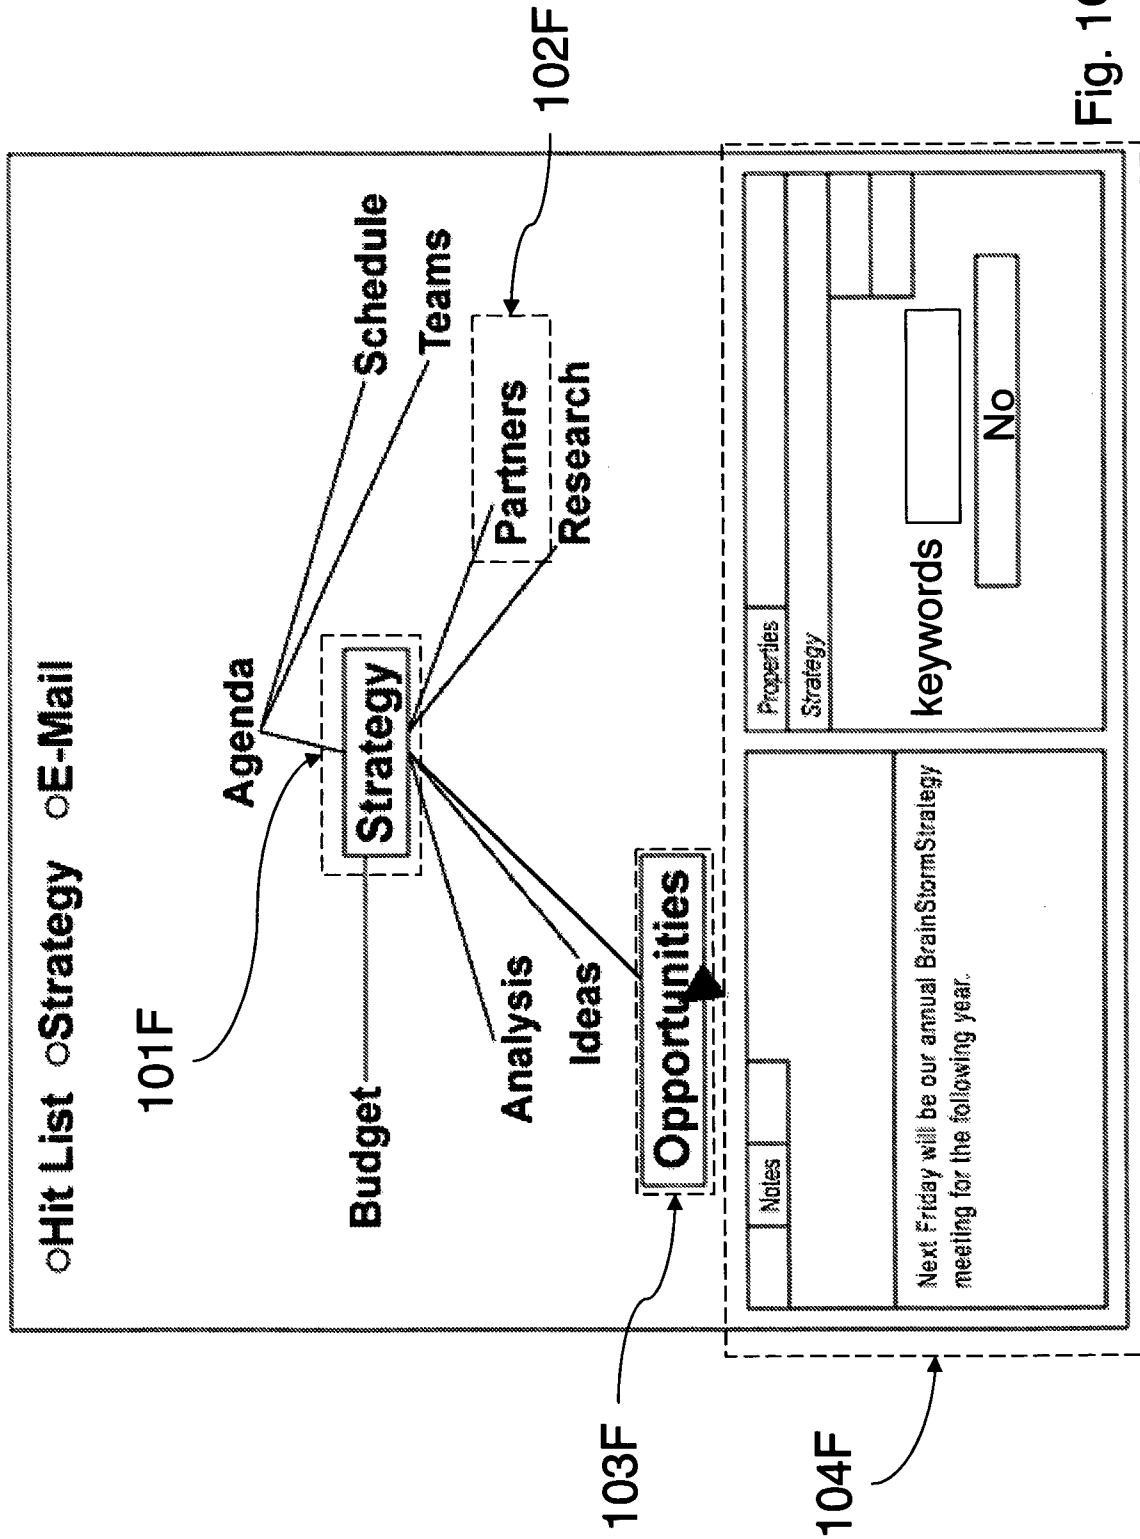 ○Hit List ○Strategy ○E-Mail
101F
Agenda
Schedule
Teams
Budget
Strategy
102F
Partners
Research
Analysis
Ideas
103F
Opportunities
104F
Notes
Next Friday will be our annual BrainStormStrategy
meeting for the following year.
Properties
Strategy
keywords
No
Fig.